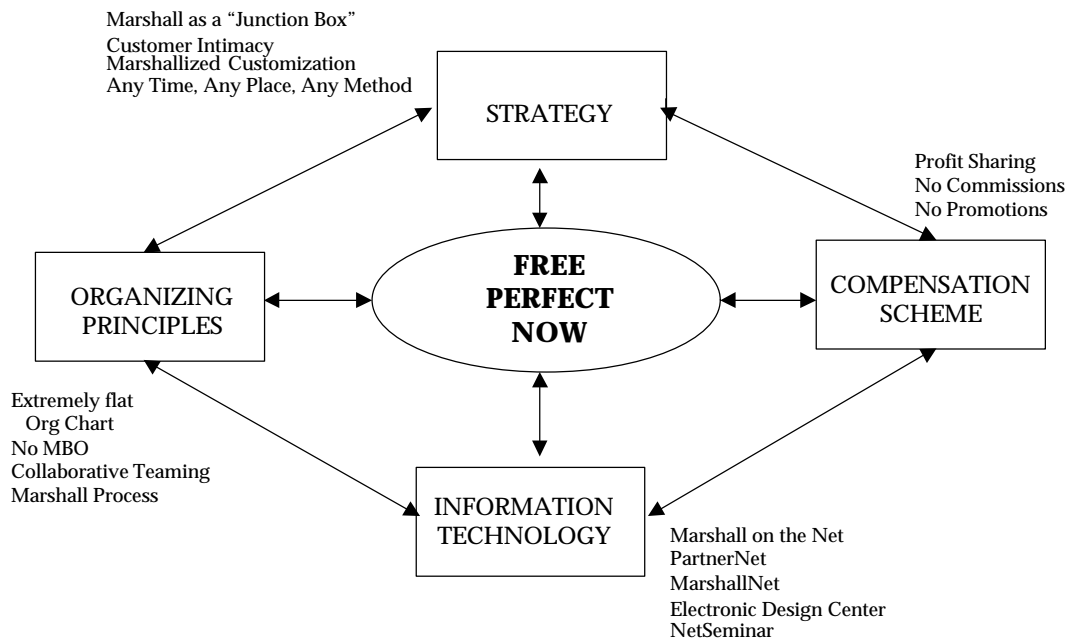 Marshall as a “Junction Box”
Customer Intimacy
Marshallized Customization
Any Time, Any Place, Any Method
STRATEGY
Profit Sharing
No Commissions
No Promotions
ORGANIZING
PRINCIPLES
FREE
PERFECT
NOW
COMPENSATION
SCHEME
Extremely flat
Org Chart
No MBO
Collaborative Teaming
Marshall Process
INFORMATION
TECHNOLOGY
Marshall on the Net
PartnerNet
MarshallNet
Electronic Design Center
NetSeminar